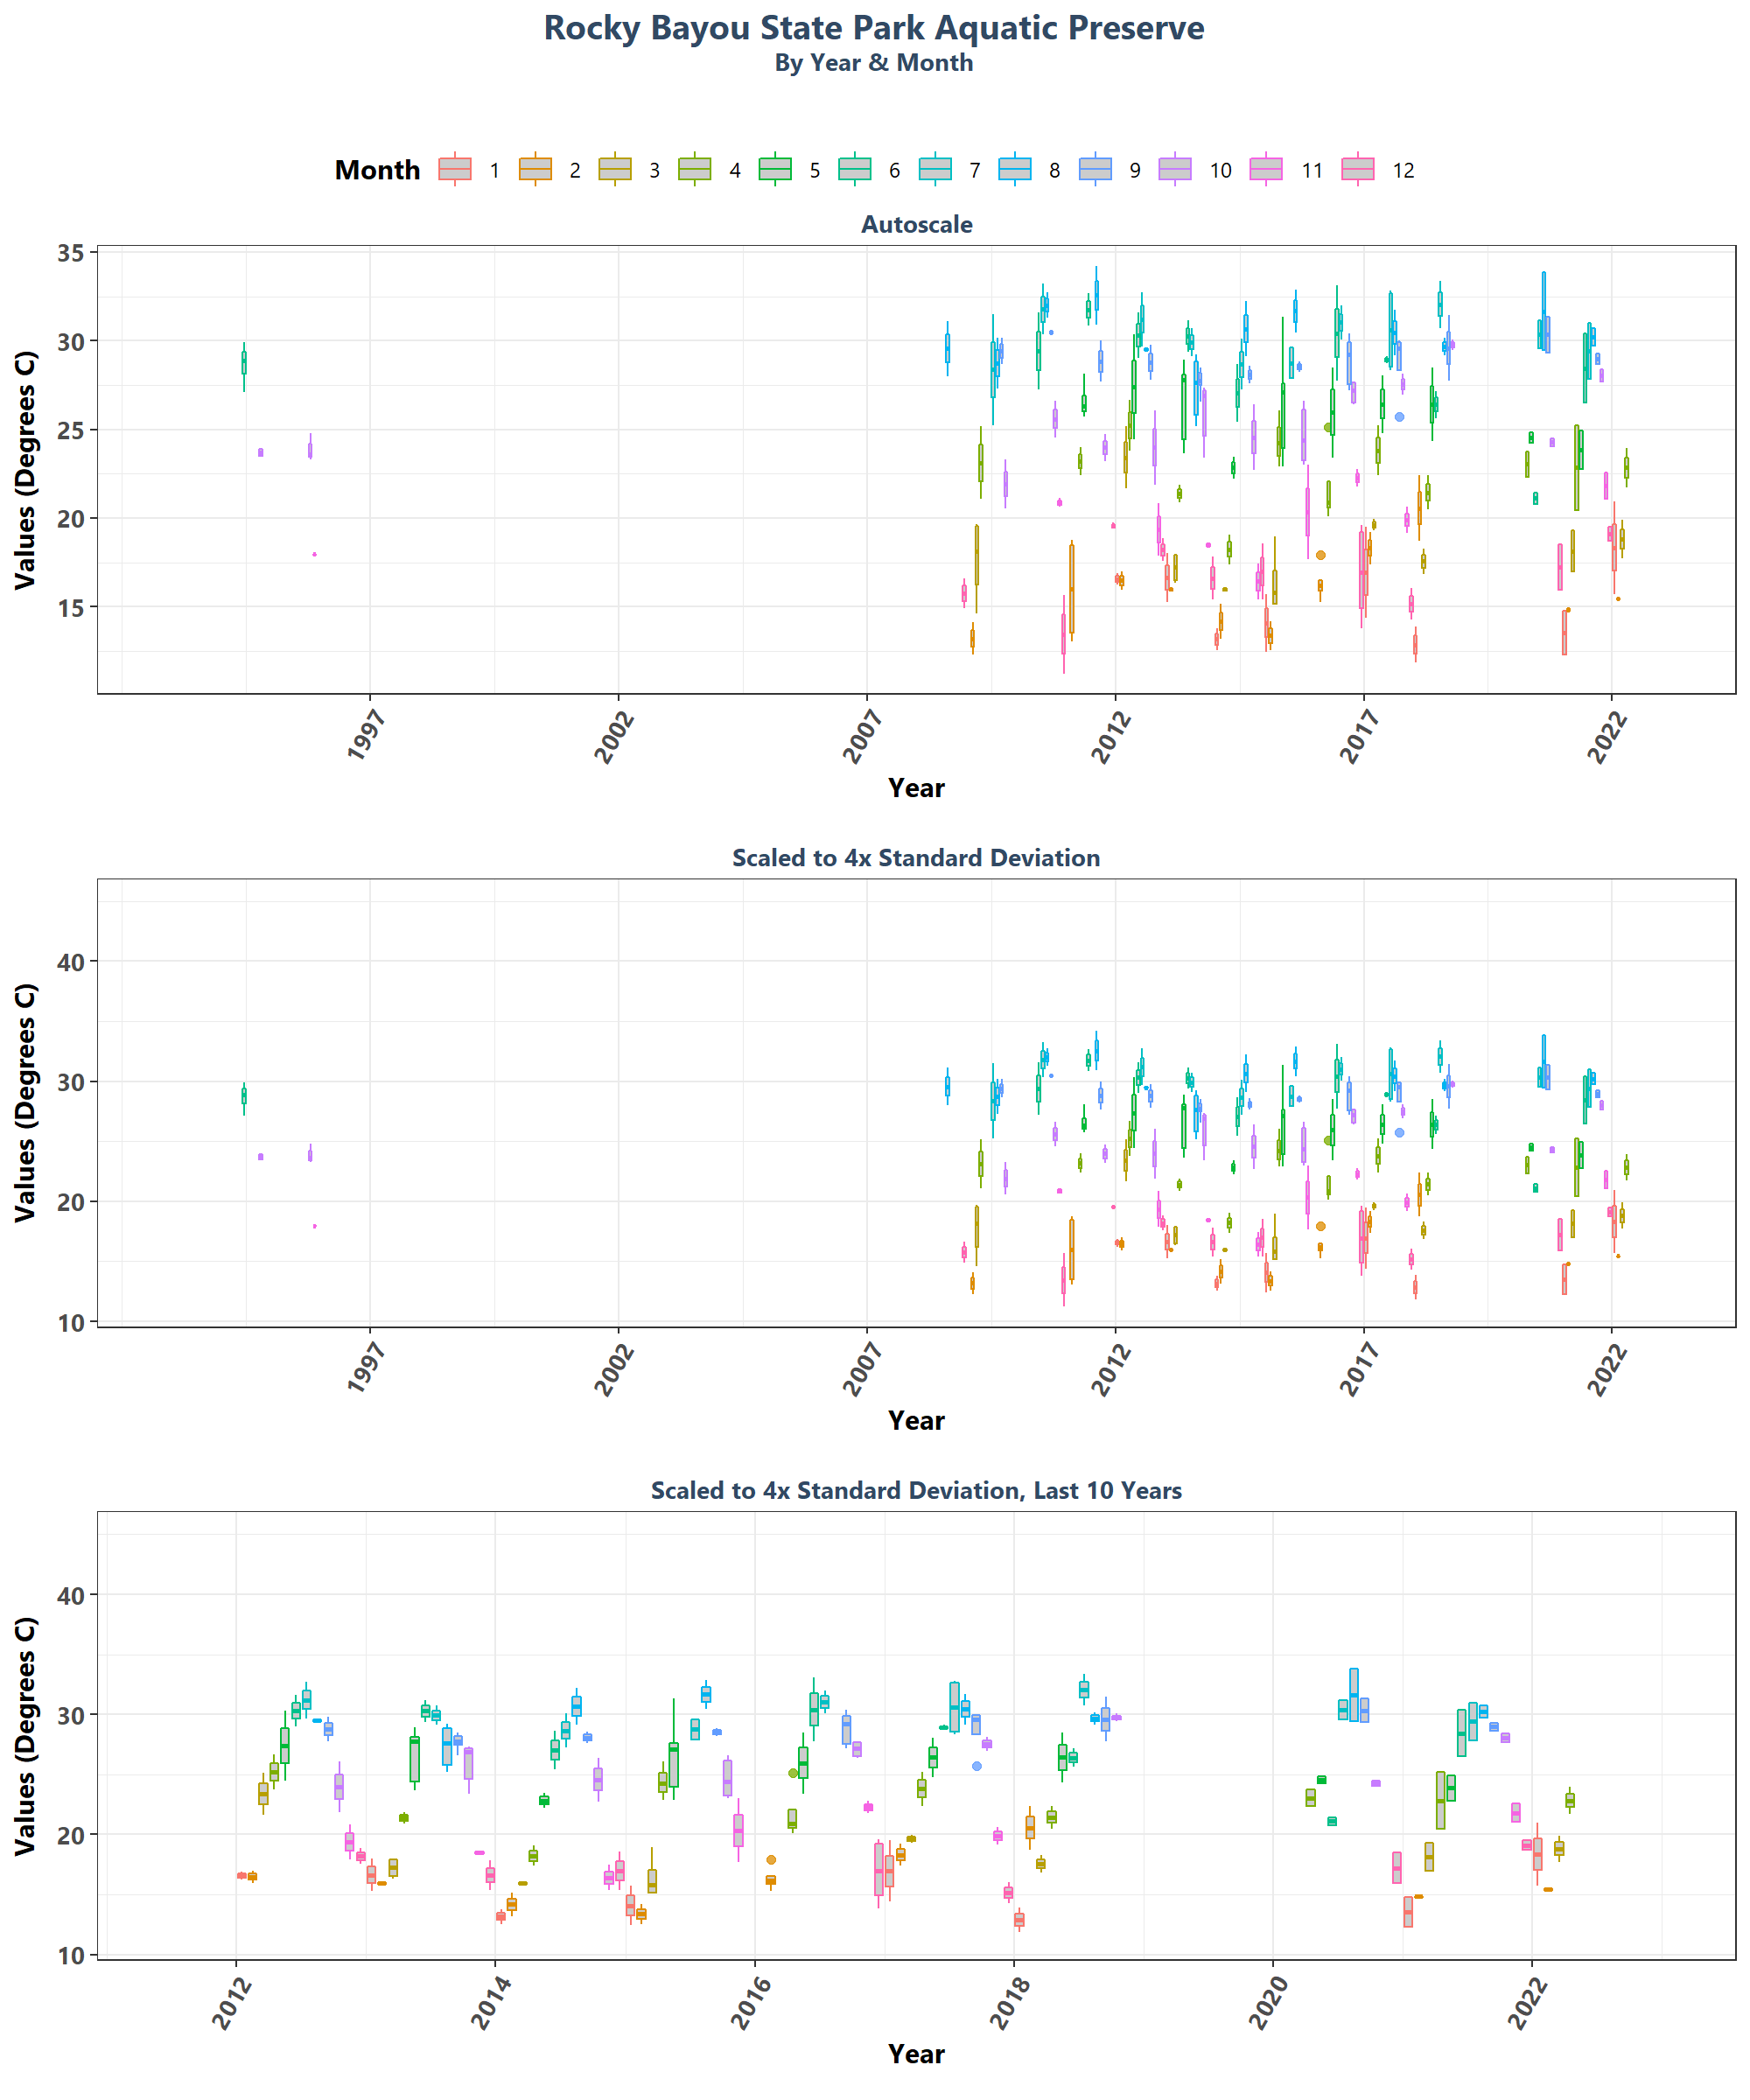 Rocky Bayou State Park Aquatic Preserve
By Year & Month
Month 1 2 3 4 5 6 7 8 9 10 11 12
Autoscale
Values (Degrees C)
35
30
25
20
15
1997 2002 2007 2012 2017 2022
Year
Scaled to 4x Standard Deviation
Values (Degrees C)
40
30
20
10
1997 2002 2007 2012 2017 2022
Year
Scaled to 4x Standard Deviation, Last 10 Years
Values (Degrees C)
40
30
20
10
2012 2014 2016 2018 2020 2022
Year